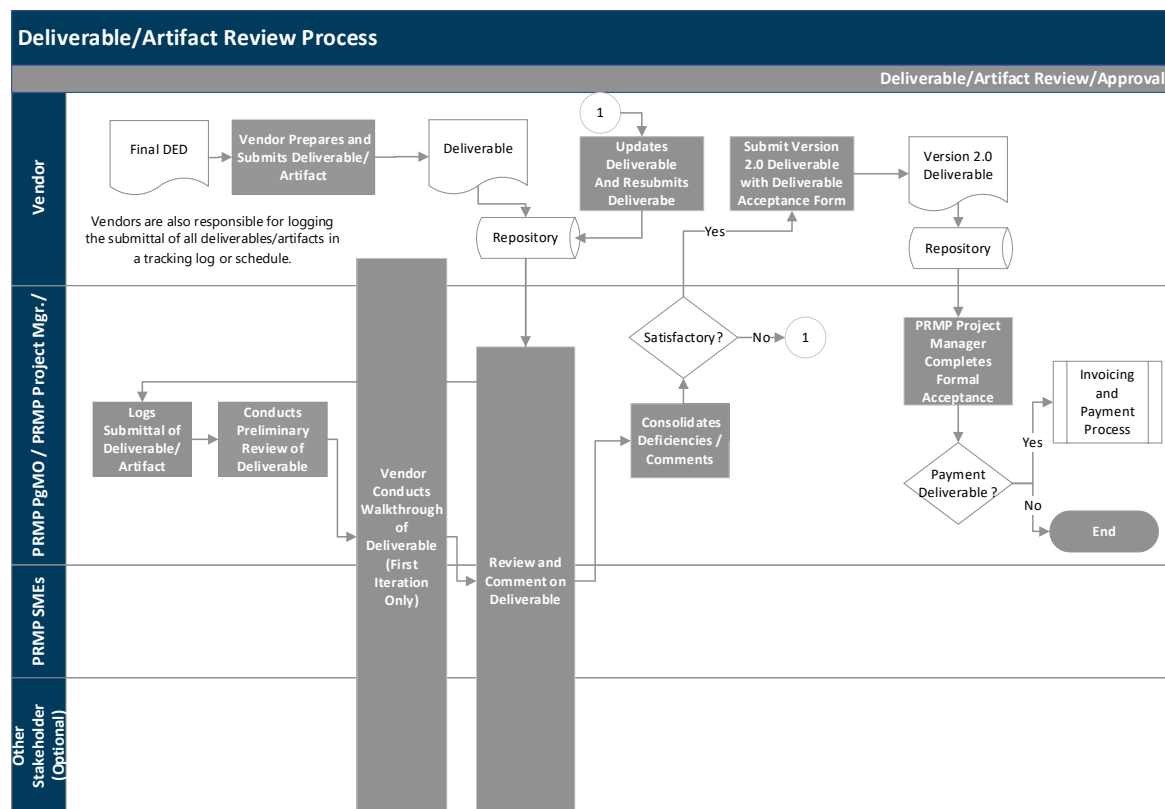 Deliverable/Artifact Review Process
Deliverable/Artifact Review/Approval
Vendor
Final DED
Vendor Prepares and
Submits Deliverable/
Artifact
Deliverable
1
Updates
Deliverable
And Resubmits
Deliverabe
Submit Version
2.0 Deliverable
with Deliverable
Acceptance Form
Version 2.0
Deliverable
Vendors are also responsible for logging
the submittal of all deliverables/artifacts in
a tracking log or schedule.
Repository
Yes
Repository
PRMP PgMO / PRMP Project Mgr./
Satisfactory?
No
1
PRMP Project
Manager
Completes
Formal
Acceptance
Invoicing
and
Payment
Process
Logs
Submittal of
Deliverable/
Artifact
Conducts
Preliminary
Review of
Deliverable
Consolidates
Deficiencies /
Comments
Yes
Payment
Deliverable ?
No
End
Vendor
Conducts
Walkthrough
of
Deliverable
(First
Iteration
Only)
Review and
Comment on
Deliverable
PRMP SMEs
Other
Stakeholder
(Optional)